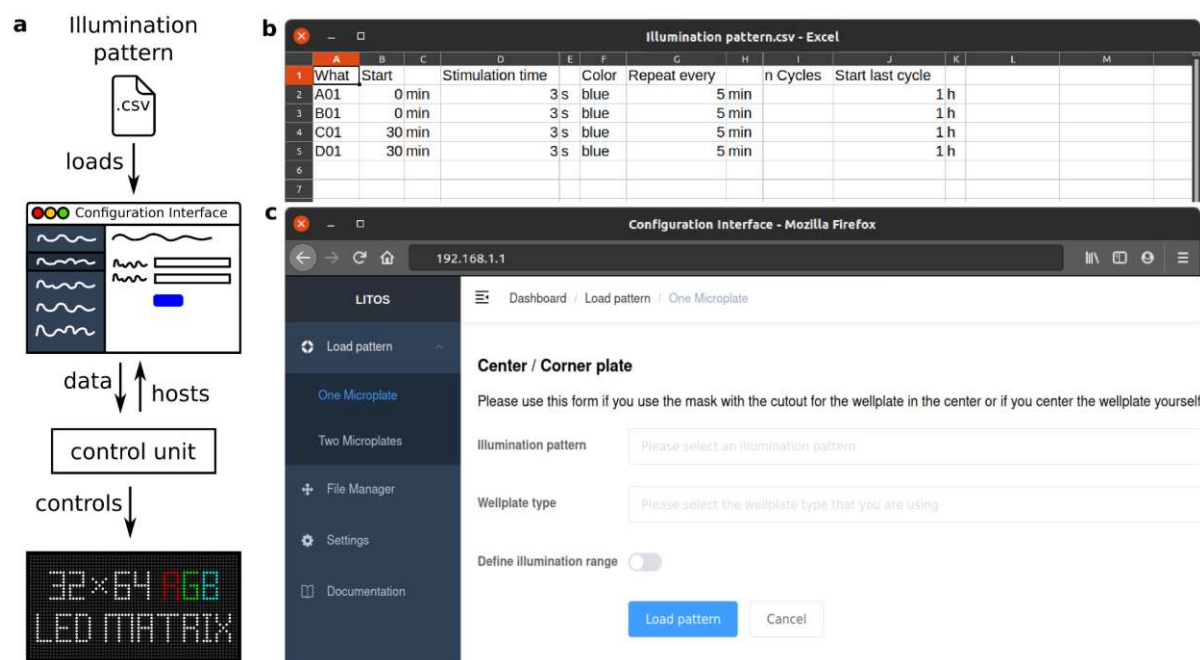 a
Illumination
pattern
.csv
loads
Configuration Interface
data
hosts
control unit
controls
32×64 RGB
LED MATRIX
b
Illumination pattern.csv - Excel
A B C D E F G H I J K L M
1 What Start Stimulation time Color Repeat every n Cycles Start last cycle
2 A01 0 min 3 s blue 5 min 1 h
3 B01 0 min 3 s blue 5 min 1 h
4 C01 30 min 3 s blue 5 min 1 h
5 D01 30 min 3 s blue 5 min 1 h
6
7
c
Configuration Interface - Mozilla Firefox
192.168.1.1
LITOS
Dashboard / Load pattern / One Microplate
Load pattern
One Microplate
Two Microplates
File Manager
Settings
Documentation
Center / Corner plate
Please use this form if you use the mask with the cutout for the wellplate in the center or if you center the wellplate yourself
Illumination pattern Please select an illumination pattern
Wellplate type Please select the wellplate type that you are using
Define illumination range
Load pattern Cancel